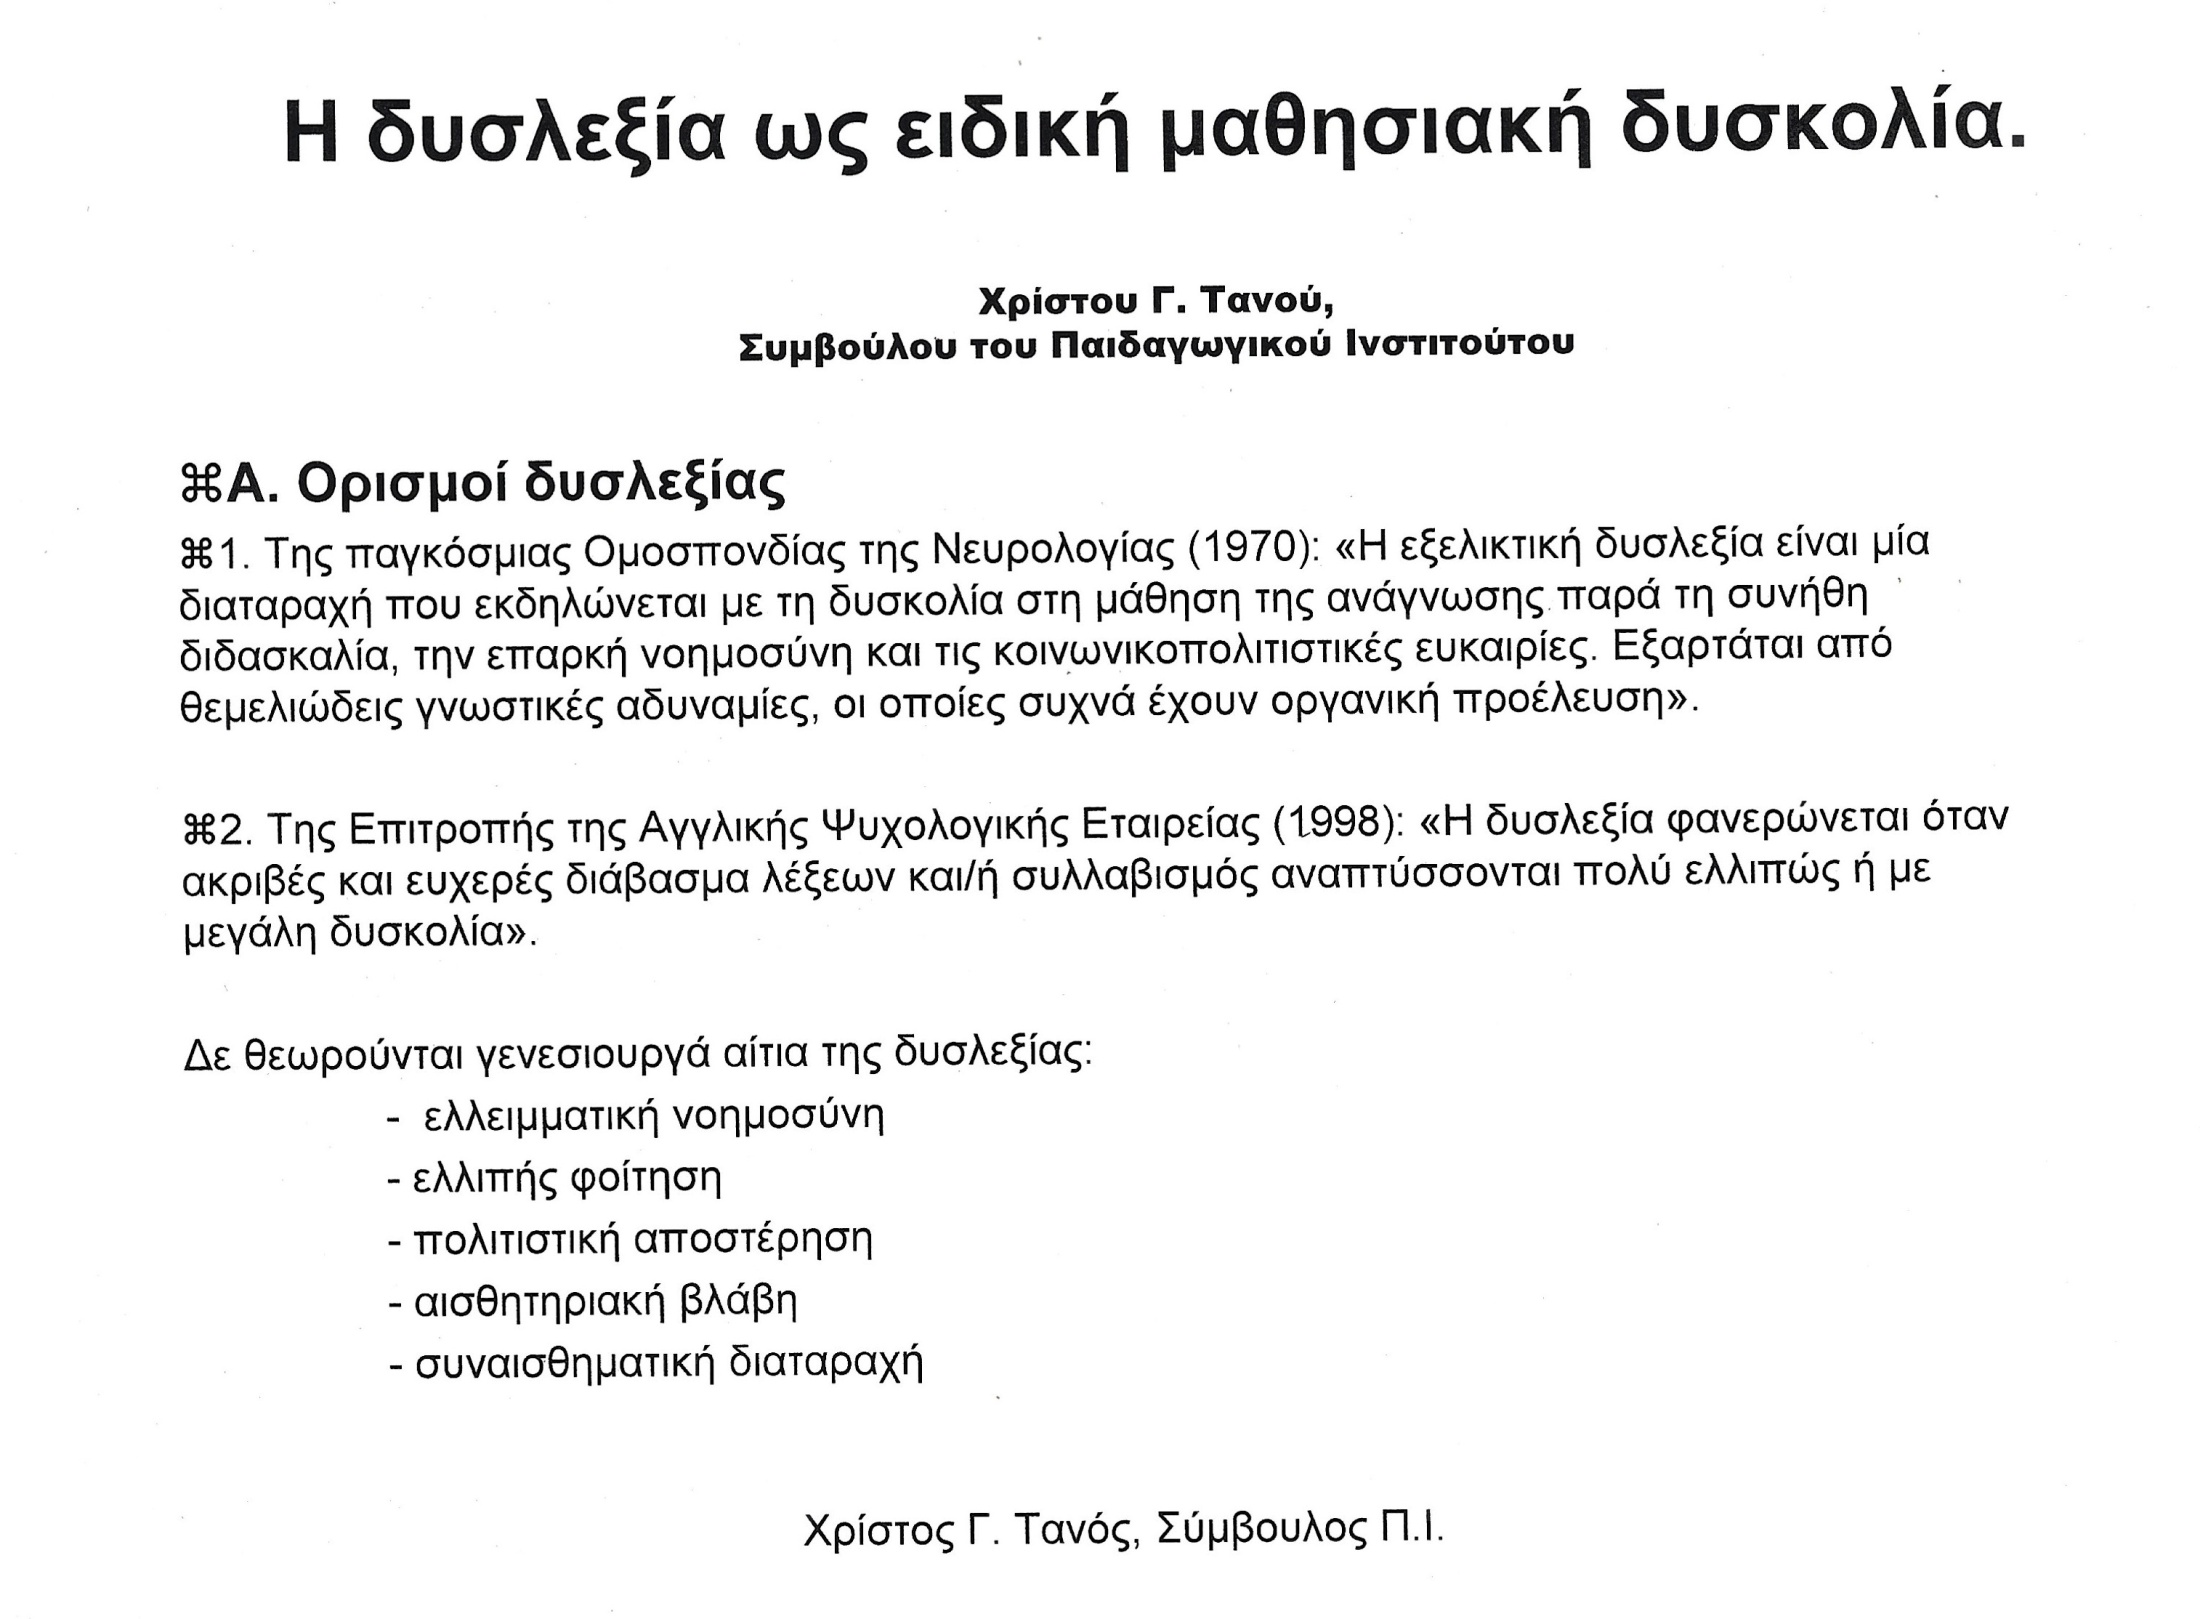 Η δυσλεξία ως ειδική μαθησιακή δυσκολία.
Χρίστου Γ. Τανού,
Συμβούλου του Παιδαγωγικού Ινστιτούτου
⌘Α. Ορισμοί δυσλεξίας
⌘1. Της παγκόσμιας Ομοσπονδίας της Νευρολογίας (1970): «Η εξελικτική δυσλεξία είναι μία
διαταραχή που εκδηλώνεται με τη δυσκολία στη μάθηση της ανάγνωσης παρά τη συνήθη
διδασκαλία, την επαρκή νοημοσύνη και τις κοινωνικοπολιτιστικές ευκαιρίες. Εξαρτάται από
θεμελιώδεις γνωστικές αδυναμίες, οι οποίες συχνά έχουν οργανική προέλευση».
⌘2. Της Επιτροπής της Αγγλικής Ψυχολογικής Εταιρείας (1998): «Η δυσλεξία φανερώνεται όταν
ακριβές και ευχερές διάβασμα λέξεων και/ή συλλαβισμός αναπτύσσονται πολύ ελλιπώς ή με
μεγάλη δυσκολία».
Δε θεωρούνται γενεσιουργά αίτια της δυσλεξίας:
- ελλειμματική νοημοσύνη
- ελλιπής φοίτηση
- πολιτιστική αποστέρηση
- αισθητηριακή βλάβη
- συναισθηματική διαταραχή
Χρίστος Γ. Τανός, Σύμβουλος Π.Ι.